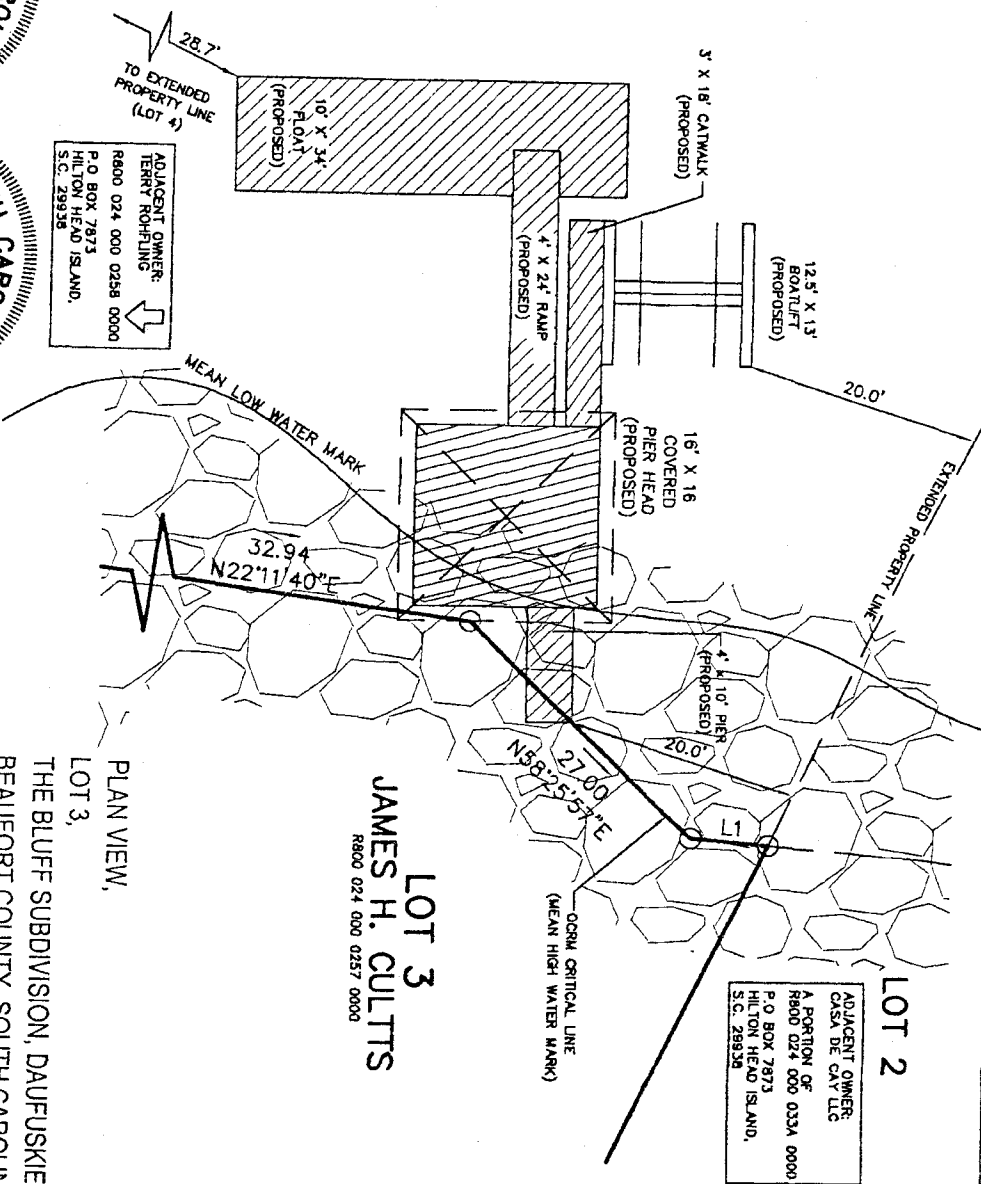 28.7'
TO EXTENDED
PROPERTY LINE
(LOT 4)
10' X 34'
FLOAT
(PROPOSED)
3' X 18' CATWALK
(PROPOSED)
12.5' X 13'
BOATLIFT
(PROPOSED)
4' X 24' RAMP
(PROPOSED)
20.0'
EXTENDED PROPERTY LINE
ADJACENT OWNER:
TERRY ROHFLING
R800 024 000 0258 0000
P.O BOX 7873
HILTON HEAD ISLAND,
S.C. 29938
MEAN LOW WATER MARK
16' X 16
COVERED
PIER HEAD
(PROPOSED)
32.94
N22°11'40"E
4' X 10' PIER
(PROPOSED)
20.0'
27.00
N58°25'57"E
L1
OCRM CRITICAL LINE
(MEAN HIGH WATER MARK)
LOT 3
JAMES H. CULTTS
R800 024 000 0257 0000
LOT 2
ADJACENT OWNER:
CASA DE CAY LLC
A PORTION OF
R800 024 000 033A 0000
P.O BOX 7873
HILTON HEAD ISLAND,
S.C. 29938
PLAN VIEW,
LOT 3,
THE BLUFF SUBDIVISION, DAUFUSKIE
BEAUFORT COUNTY, SOUTH CAROLIN